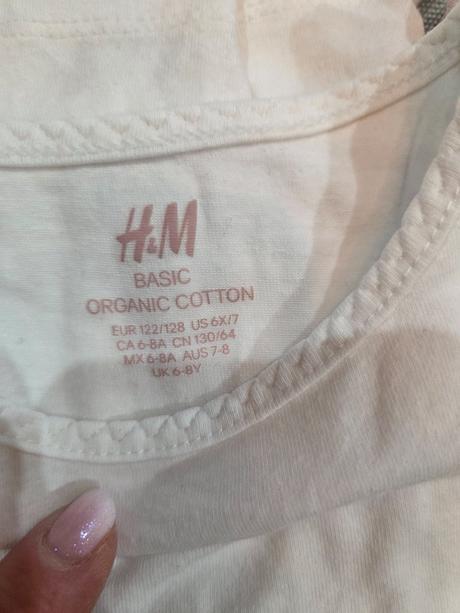 H&M
BASIC
ORGANIC COTTON
EUR 122/128 US 6X/7
CA 6-8A CN 130/64
MX 6-8A AUS 7-8
UK 6-8Y